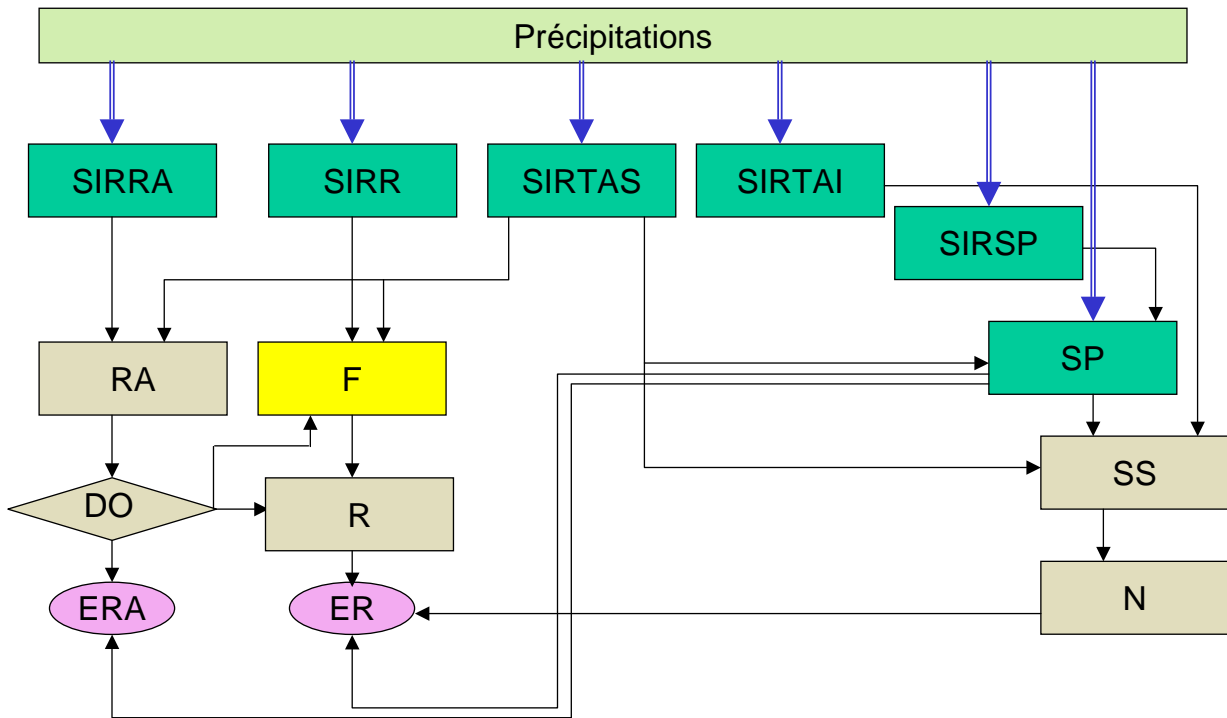 Précipitations
SIRRA
SIRR
SIRTAS
SIRTAI
SIRSP
SP
RA
F
SS
DO
R
N
ERA
ER